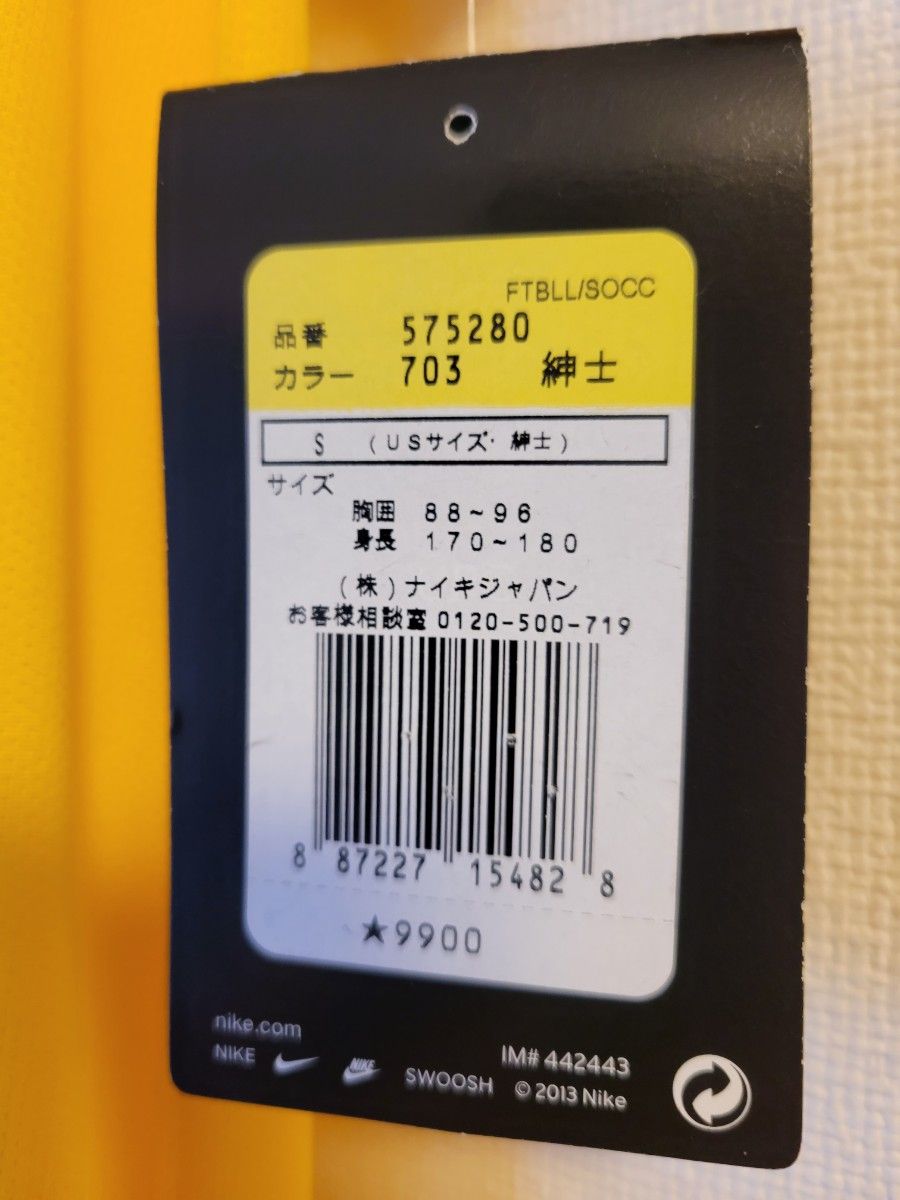 FTBLL/SOCC
品番 575280
カラー 703 紳士
S (USサイズ・紳士)
サイズ
胸囲 88~96
身長 170~180
(株)ナイキジャパン
お客様相談室 0120-500-719
8 87227 15482 8
★9900
nike.com
NIKE NIKE SWOOSH
IM# 442443
© 2013 Nike